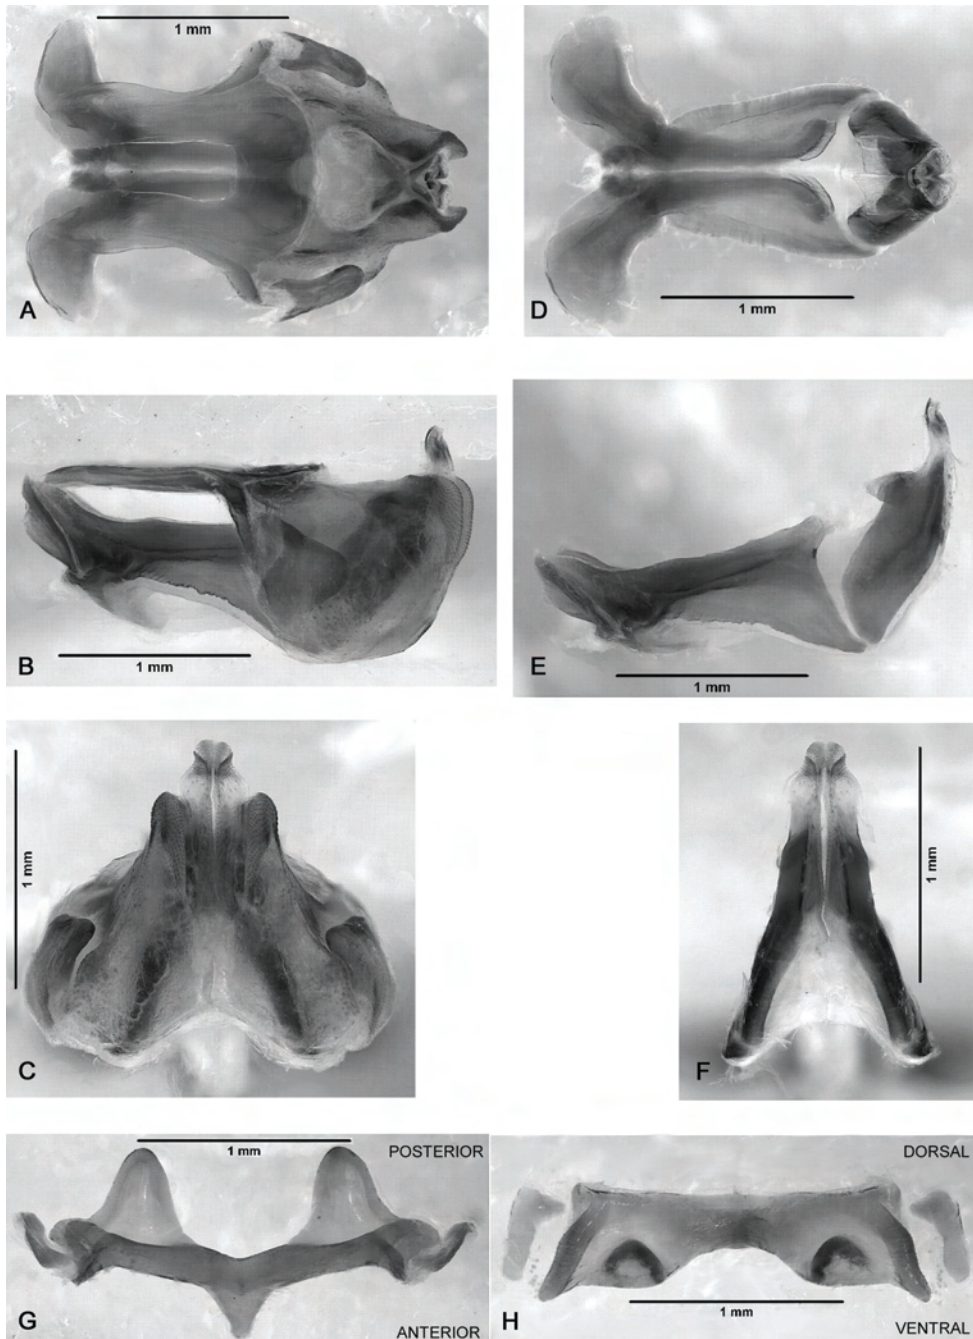 1 mm
A
1 mm
D
1 mm
B
1 mm
E
1 mm
C
1 mm
F
1 mm
POSTERIOR
G
ANTERIOR
DORSAL
1 mm
H
VENTRAL